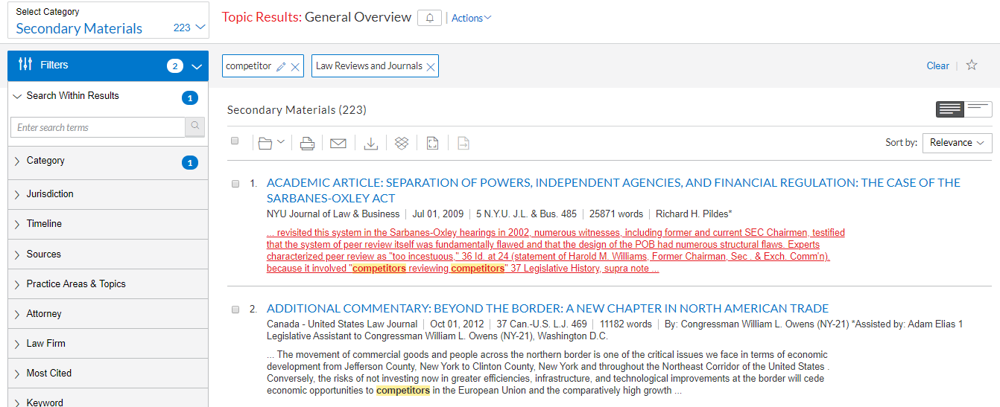 Select Category
Secondary Materials 223
Topic Results: General Overview
Actions
Filters 2
competitor
Law Reviews and Journals
Clear
Search Within Results 1
Enter search terms
Category 1
Jurisdiction
Timeline
Sources
Practice Areas & Topics
Attorney
Law Firm
Most Cited
Keyword
Secondary Materials (223)
Sort by: Relevance
1. ACADEMIC ARTICLE: SEPARATION OF POWERS, INDEPENDENT AGENCIES, AND FINANCIAL REGULATION: THE CASE OF THE
SARBANES-OXLEY ACT
NYU Journal of Law & Business | Jul 01, 2009 | 5 N.Y.U. J.L. & Bus. 485 | 25871 words | Richard H. Pildes*
... revisited this system in the Sarbanes-Oxley hearings in 2002, numerous witnesses, including former and current SEC Chairmen, testified
that the system of peer review itself was fundamentally flawed and that the design of the POB had numerous structural flaws. Experts
characterized peer review as "too incestuous," 36 Id. at 24 (statement of Harold M. Williams, Former Chairman, Sec . & Exch. Comm'n).
because it involved "competitors reviewing competitors" 37 Legislative History, supra note ...
2. ADDITIONAL COMMENTARY: BEYOND THE BORDER: A NEW CHAPTER IN NORTH AMERICAN TRADE
Canada - United States Law Journal | Oct 01, 2012 | 37 Can.-U.S. L.J. 469 | 11182 words | By: Congressman William L. Owens (NY-21) *Assisted by: Adam Elias 1
Legislative Assistant to Congressman William L. Owens (NY-21), Washington D.C.
... The movement of commercial goods and people across the northern border is one of the critical issues we face in terms of economic
development from Jefferson County, New York to Clinton County, New York and throughout the Northeast Corridor of the United States .
Conversely, the risks of not investing now in greater efficiencies, infrastructure, and technological improvements at the border will cede
economic opportunities to competitors in the European Union and the comparatively high growth ...